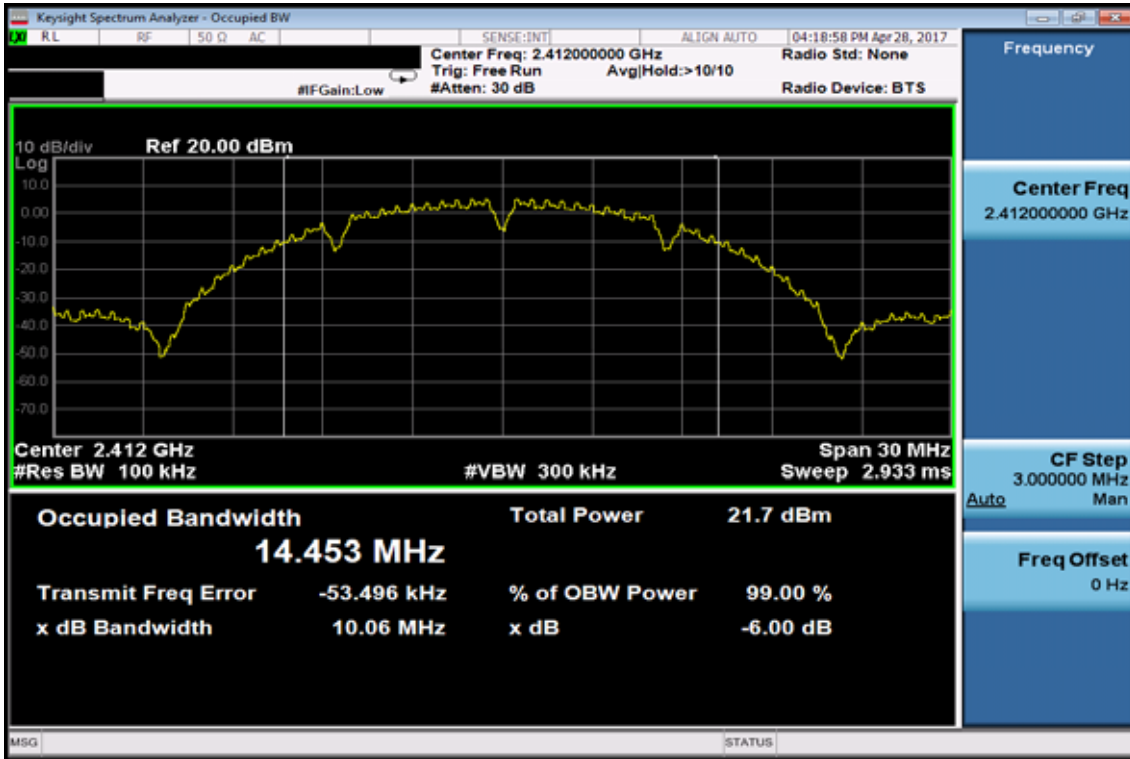 Keysight Spectrum Analyzer - Occupied BW
LXI RL RF 50 Ω AC SENSE:INT ALIGN AUTO 04:18:58 PM Apr 28, 2017
Center Freq: 2.412000000 GHz Radio Std: None
Trig: Free Run Avg|Hold:>10/10
#IFGain:Low #Atten: 30 dB Radio Device: BTS
Frequency
10 dB/div Ref 20.00 dBm
Log
10.0
0.00
-10.0
-20.0
-30.0
-40.0
-50.0
-60.0
-70.0
Center 2.412 GHz Span 30 MHz
#Res BW 100 kHz #VBW 300 kHz Sweep 2.933 ms
Occupied Bandwidth Total Power 21.7 dBm
14.453 MHz
Transmit Freq Error -53.496 kHz % of OBW Power 99.00 %
x dB Bandwidth 10.06 MHz x dB -6.00 dB
Center Freq
2.412000000 GHz
CF Step
3.000000 MHz
Auto Man
Freq Offset
0 Hz
MSG STATUS